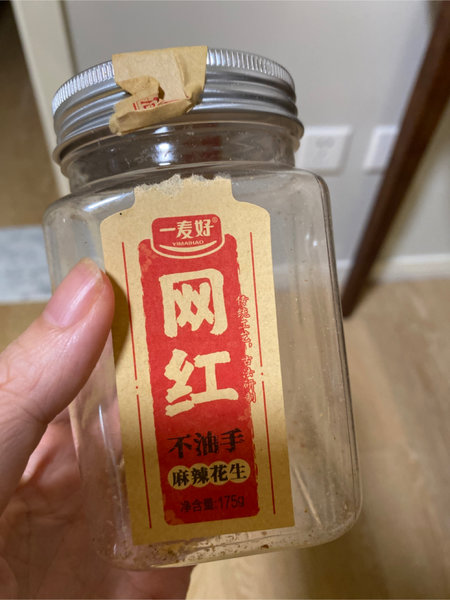 一麦好®
YIMAIHAO
网红
不油手
麻辣花生
净含量:175g